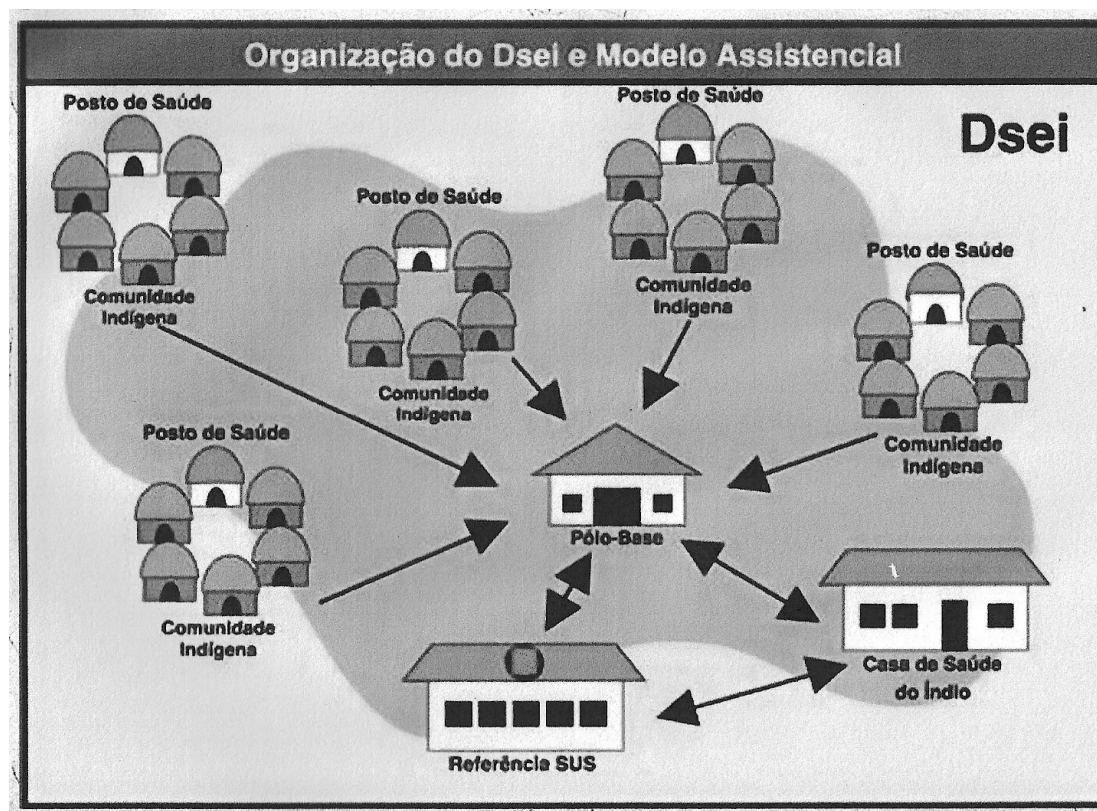 Organização do Dsei e Modelo Assistencial
Dsei
Posto de Saúde
Comunidade
Indígena
Posto de Saúde
Comunidade
Indígena
Posto de Saúde
Comunidade
Indígena
Posto de Saúde
Comunidade
Indígena
Posto de Saúde
Comunidade
Indígena
Pólo-Base
Casa de Saúde
do Índio
Referência SUS